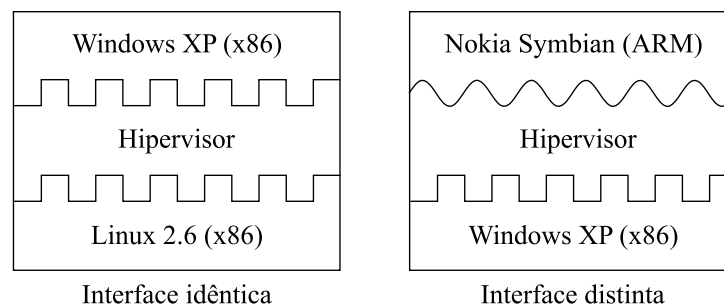 Windows XP (x86)
Hipervisor
Linux 2.6 (x86)
Interface idêntica
Nokia Symbian (ARM)
Hipervisor
Windows XP (x86)
Interface distinta